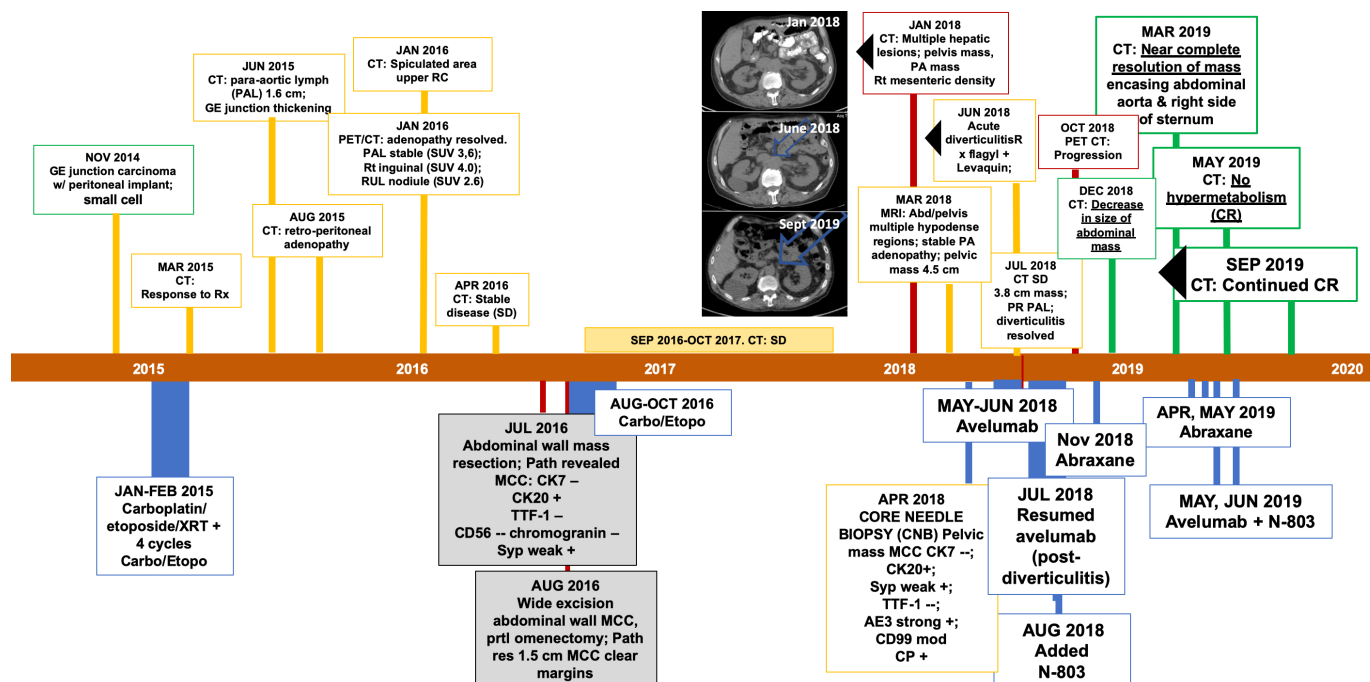 NOV 2014
GE junction carcinoma
w/ peritoneal implant;
small cell
MAR 2015
CT:
Response to Rx
JUN 2015
CT: para-aortic lymph
(PAL) 1.6 cm;
GE junction thickening
AUG 2015
CT: retro-peritoneal
adenopathy
JAN 2016
CT: Spiculated area
upper RC
JAN 2016
PET/CT: adenopathy resolved.
PAL stable (SUV 3,6);
Rt inguinal (SUV 4.0);
RUL nodiule (SUV 2.6)
APR 2016
CT: Stable
disease (SD)
SEP 2016-OCT 2017. CT: SD
Jan 2018
June 2018
Sept 2019
JAN 2018
CT: Multiple hepatic
lesions; pelvis mass,
PA mass
Rt mesenteric density
MAR 2018
MRI: Abd/pelvis
multiple hypodense
regions; stable PA
adenopathy; pelvic
mass 4.5 cm
JUN 2018
Acute
diverticulitisR
x flagyl +
Levaquin;
JUL 2018
CT SD
3.8 cm mass;
PR PAL;
diverticulitis
resolved
OCT 2018
PET CT:
Progression
DEC 2018
CT: Decrease in
size of
abdominal
mass
MAR 2019
CT: Near complete
resolution of mass
encasing abdominal
aorta & right side
of sternum
MAY 2019
CT: No
hypermetabolism
(CR)
SEP 2019
CT: Continued CR
2015
2016
2017
2018
2019
2020
JAN-FEB 2015
Carboplatin/
etoposide/XRT +
4 cycles
Carbo/Etopo
JUL 2016
Abdominal wall mass
resection; Path revealed
MCC: CK7 –
CK20 +
TTF-1 –
CD56 -- chromogranin –
Syp weak +
AUG 2016
Wide excision
abdominal wall MCC,
prtl omenectomy; Path
res 1.5 cm MCC clear
margins
AUG-OCT 2016
Carbo/Etopo
APR 2018
CORE NEEDLE
BIOPSY (CNB) Pelvic
mass MCC CK7 --;
CK20+;
Syp weak +;
TTF-1 --;
AE3 strong +;
CD99 mod
CP +
MAY-JUN 2018
Avelumab
JUL 2018
Resumed
avelumab
(post-
diverticulitis)
AUG 2018
Added
N-803
Nov 2018
Abraxane
APR, MAY 2019
Abraxane
MAY, JUN 2019
Avelumab + N-803